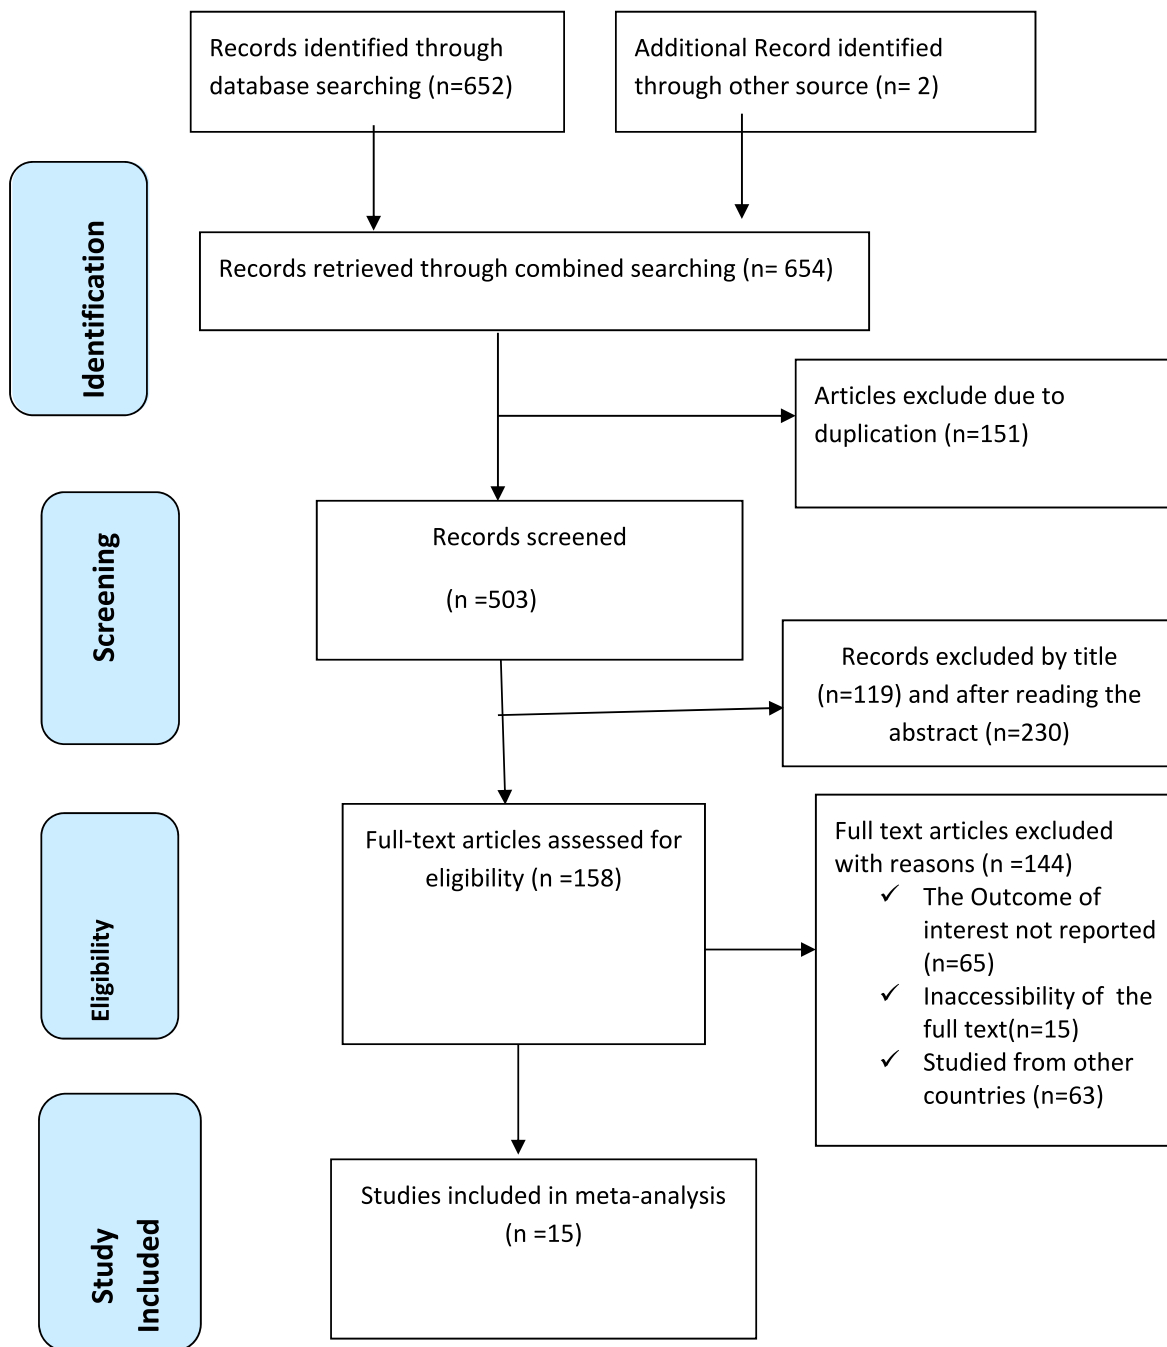 Records identified through
database searching (n=652)
Additional Record identified
through other source (n= 2)
Identification
Records retrieved through combined searching (n= 654)
Articles exclude due to
duplication (n=151)
Screening
Records screened
(n =503)
Records excluded by title
(n=119) and after reading the
abstract (n=230)
Eligibility
Full-text articles assessed for
eligibility (n =158)
Full text articles excluded
with reasons (n =144)
✓ The Outcome of
interest not reported
(n=65)
✓ Inaccessibility of the
full text(n=15)
✓ Studied from other
countries (n=63)
Study
Included
Studies included in meta-analysis
(n =15)